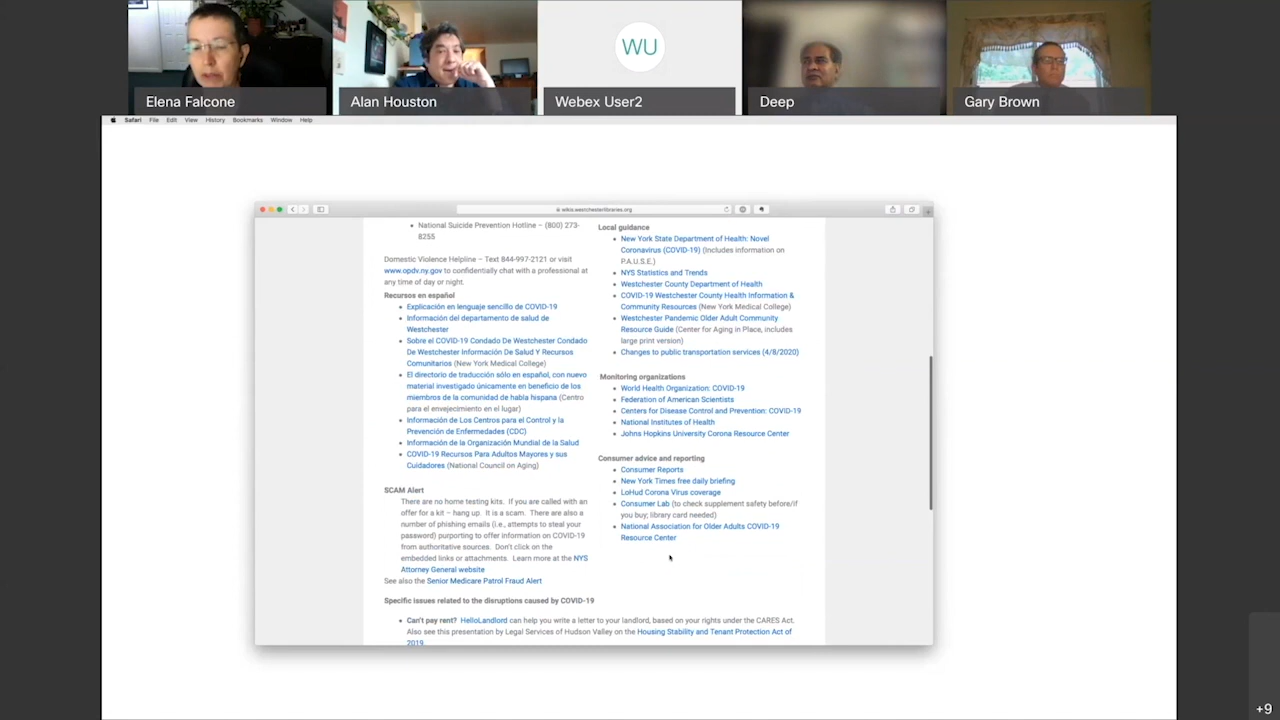 WU
Elena Falcone
Alan Houston
Webex User2
Deep
Gary Brown
Safari File Edit View History Bookmarks Window Help
wikis.westchesterlibraries.org
National Suicide Prevention Hotline – (800) 273-
8255
Domestic Violence Helpline – Text 844-997-2121 or visit
www.opdv.ny.gov to confidentially chat with a professional at
any time of day or night.
Recursos en español
Explicación en lenguaje sencillo de COVID-19
Información del departamento de salud de
Westchester
Sobre el COVID-19 Condado De Westchester Condado
De Westchester Información De Salud Y Recursos
Comunitarios (New York Medical College)
El directorio de traducción sólo en español, con nuevo
material investigado únicamente en beneficio de los
miembros de la comunidad de habla hispana (Centro
para el envejecimiento en el lugar)
Información de Los Centros para el Control y la
Prevención de Enfermedades (CDC)
Información de la Organización Mundial de la Salud
COVID-19 Recursos Para Adultos Mayores y sus
Cuidadores (National Council on Aging)
SCAM Alert
There are no home testing kits. If you are called with an
offer for a kit – hang up. It is a scam. There are also a
number of phishing emails (i.e., attempts to steal your
password) purporting to offer information on COVID-19
from authoritative sources. Don't click on the
embedded links or attachments. Learn more at the NYS
Attorney General website
See also the Senior Medicare Patrol Fraud Alert
Local guidance
New York State Department of Health: Novel
Coronavirus (COVID-19) (Includes information on
P.A.U.S.E.)
NYS Statistics and Trends
Westchester County Department of Health
COVID-19 Westchester County Health Information &
Community Resources (New York Medical College)
Westchester Pandemic Older Adult Community
Resource Guide (Center for Aging in Place, includes
large print version)
Changes to public transportation services (4/8/2020)
Monitoring organizations
World Health Organization: COVID-19
Federation of American Scientists
Centers for Disease Control and Prevention: COVID-19
National Institutes of Health
Johns Hopkins University Corona Resource Center
Consumer advice and reporting
Consumer Reports
New York Times free daily briefing
LoHud Corona Virus coverage
Consumer Lab (to check supplement safety before/if
you buy; library card needed)
National Association for Older Adults COVID-19
Resource Center
Specific issues related to the disruptions caused by COVID-19
Can't pay rent? HelloLandlord can help you write a letter to your landlord, based on your rights under the CARES Act.
Also see this presentation by Legal Services of Hudson Valley on the Housing Stability and Tenant Protection Act of
2019.
+9